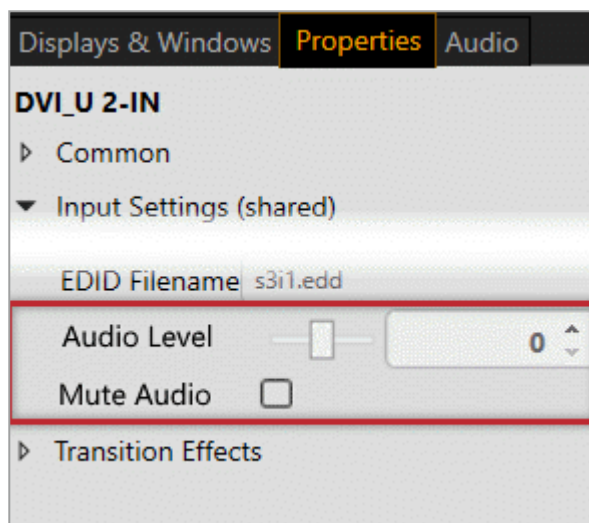 Displays & Windows Properties Audio
DVI_U 2-IN
Common
Input Settings (shared)
EDID Filename s3i1.edd
Audio Level 0
Mute Audio
Transition Effects